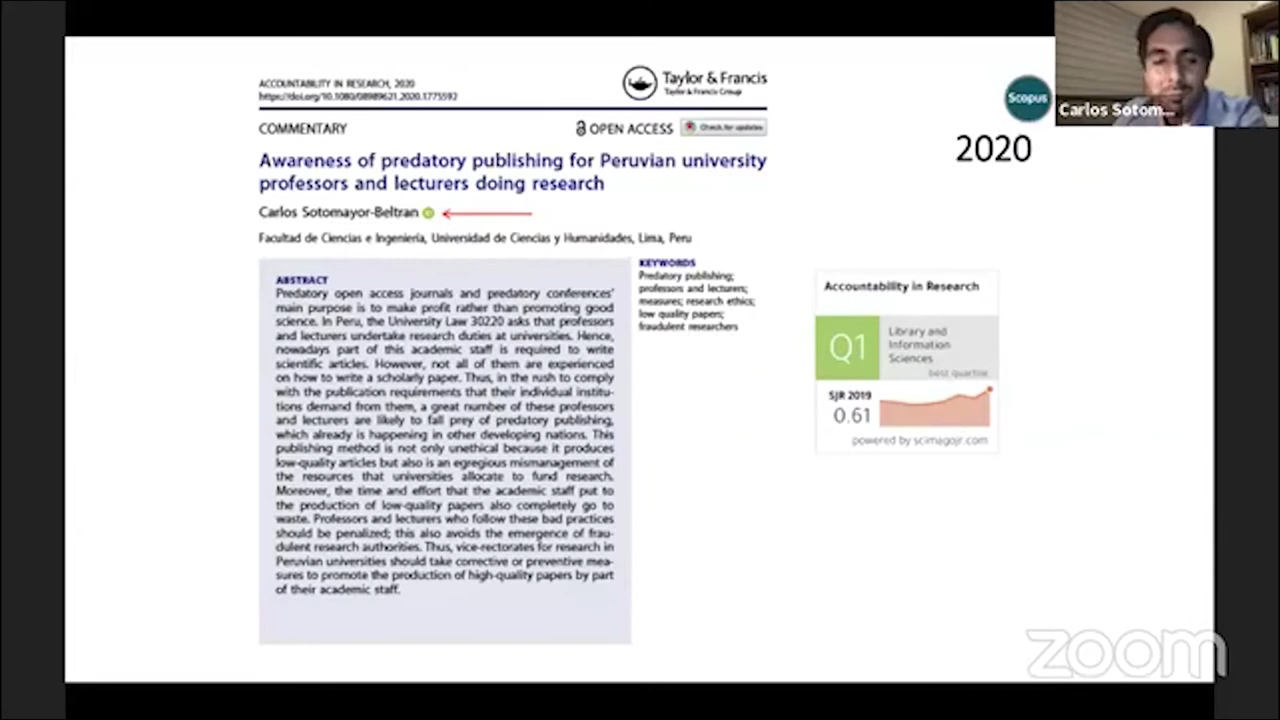 ACCOUNTABILITY IN RESEARCH, 2020
https://doi.org/10.1080/08989621.2020.1775592
Taylor & Francis
Taylor & Francis Group
COMMENTARY
OPEN ACCESS
Check for updates
Awareness of predatory publishing for Peruvian university
professors and lecturers doing research
Carlos Sotomayor-Beltran
Facultad de Ciencias e Ingeniería, Universidad de Ciencias y Humanidades, Lima, Peru
ABSTRACT
Predatory open access journals and predatory conferences'
main purpose is to make profit rather than promoting good
science. In Peru, the University Law 30220 asks that professors
and lecturers undertake research duties at universities. Hence,
nowadays part of this academic staff is required to write
scientific articles. However, not all of them are experienced
on how to write a scholarly paper. Thus, in the rush to comply
with the publication requirements that their individual institu-
tions demand from them, a great number of these professors
and lecturers are likely to fall prey of predatory publishing,
which already is happening in other developing nations. This
publishing method is not only unethical because it produces
low-quality articles but also is an egregious mismanagement of
the resources that universities allocate to fund research.
Moreover, the time and effort that the academic staff put to
the production of low-quality papers also completely go to
waste. Professors and lecturers who follow these bad practices
should be penalized; this also avoids the emergence of frau-
dulent research authorities. Thus, vice-rectorates for research in
Peruvian universities should take corrective or preventive mea-
sures to promote the production of high-quality papers by part
of their academic staff.
KEYWORDS
Predatory publishing;
professors and lecturers;
measures; research ethics;
low quality papers;
fraudulent researchers
Scopus
Carlos Sotom...
2020
Accountability in Research
Q1
Library and
Information
Sciences
best quartile
SJR 2019
0.61
powered by scimagojr.com
zoom